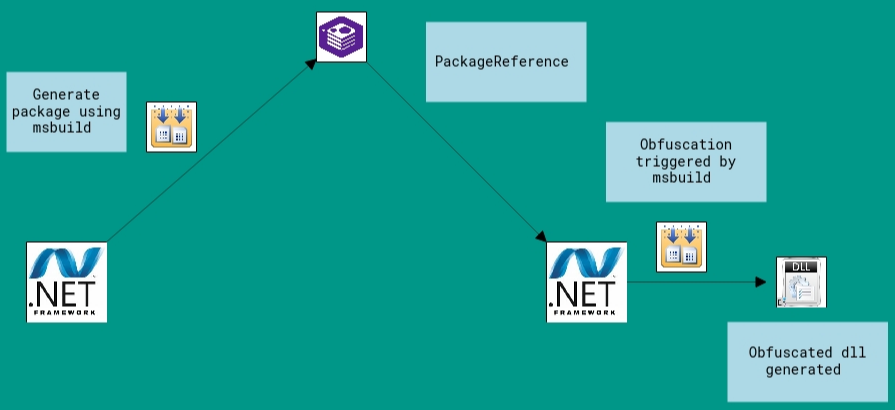 Generate
package using
msbuild
PackageReference
Obfuscation
triggered by
msbuild
.NET
FRAMEWORK
.NET
FRAMEWORK
DLL
Obfuscated dll
generated